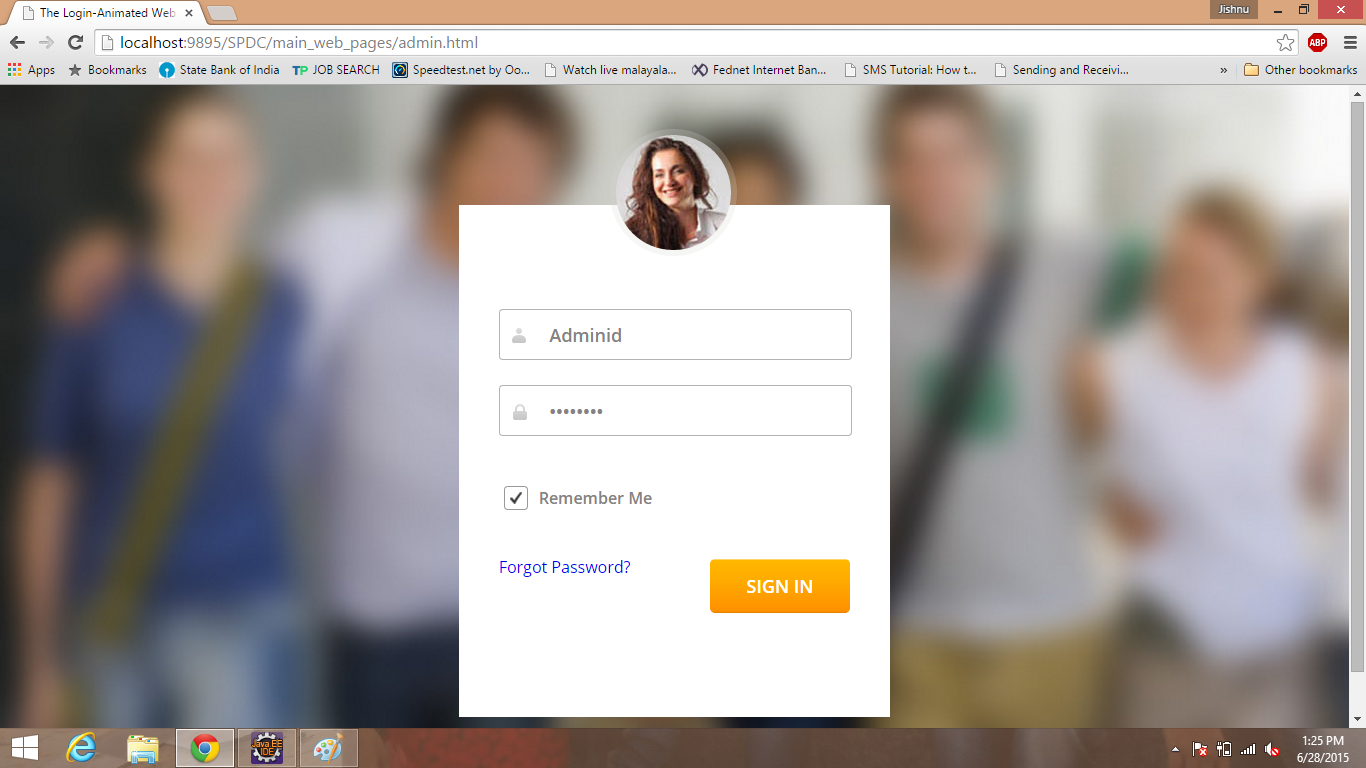 The Login-Animated Web
Jishnu
localhost:9895/SPDC/main_web_pages/admin.html
ABP
Apps Bookmarks State Bank of India TP JOB SEARCH Speedtest.net by Oo... Watch live malayala... Fednet Internet Ban... SMS Tutorial: How t... Sending and Receivi... » Other bookmarks
Adminid
••••••••
Remember Me
Forgot Password?
SIGN IN
Java EE
IDE
1:25 PM
6/28/2015